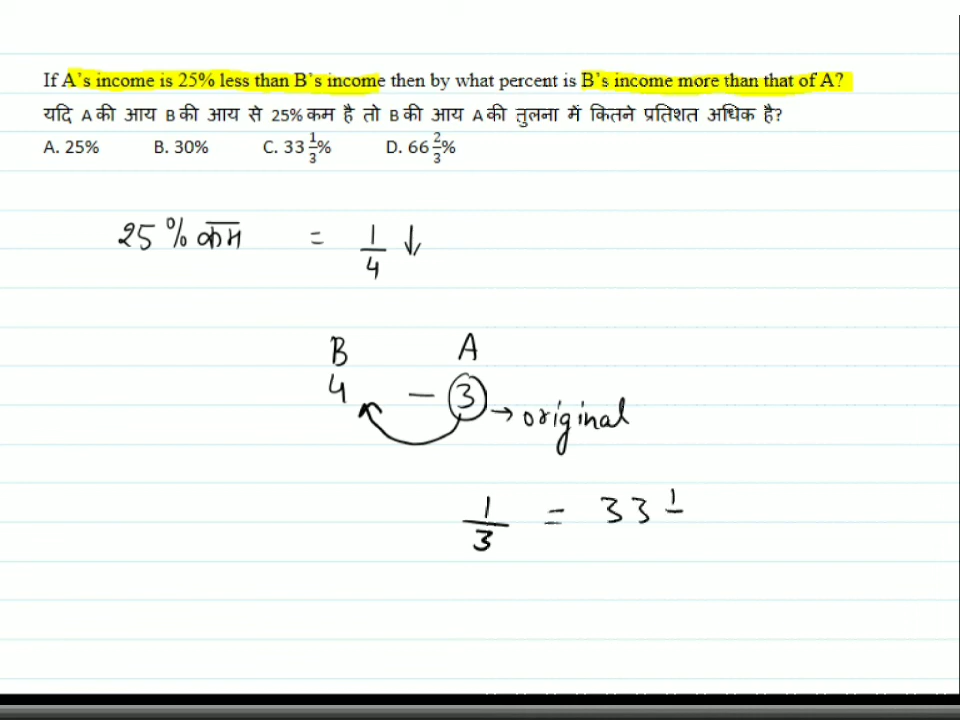 If A's income is 25% less than B's income then by what percent is B's income more than that of A?
यदि A की आय B की आय से 25% कम है तो B की आय A की तुलना में कितने प्रतिशत अधिक है?
A. 25% B. 30% C. 33 1/3% D. 66 2/3%
25% कम = 1/4 ↓
B A
4 — 3 → original
1/3 = 33 1